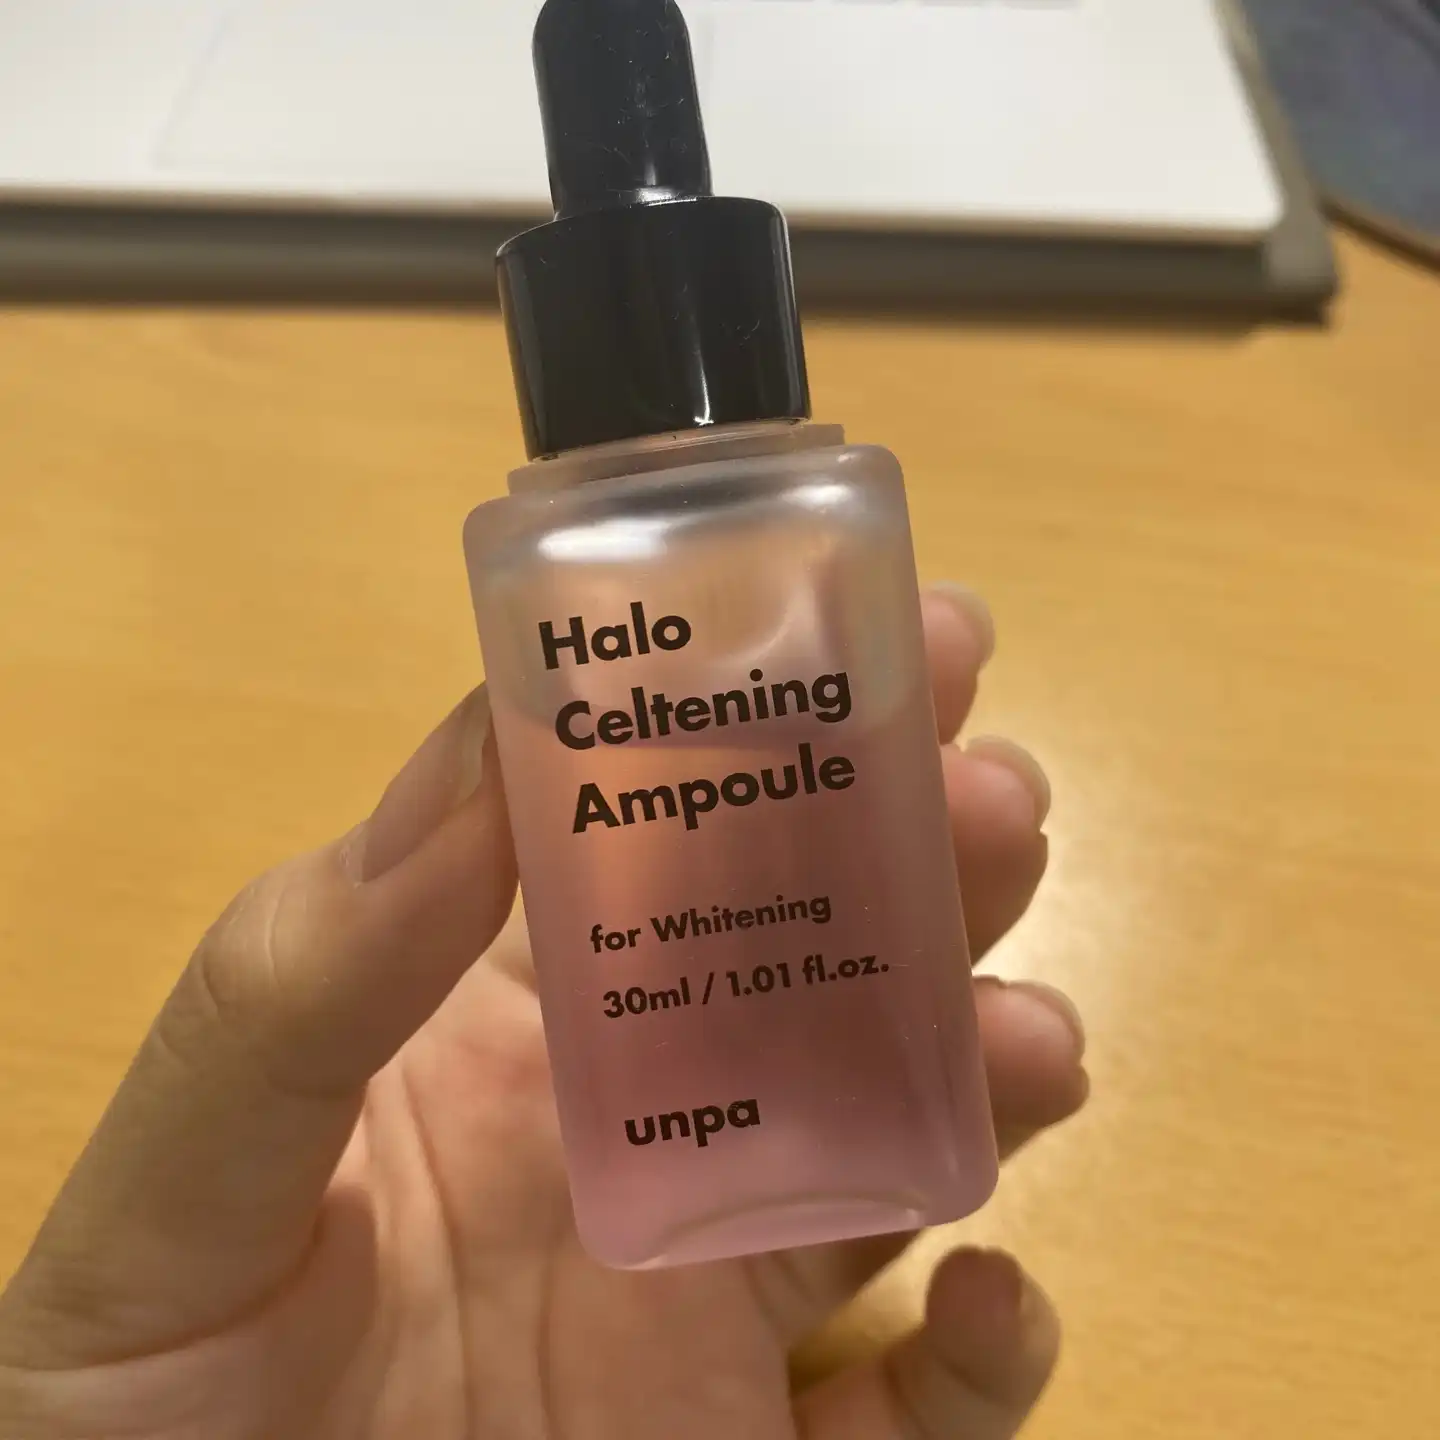 Halo
Celtening
Ampoule
for Whitening
30ml / 1.01 fl.oz.
unpa